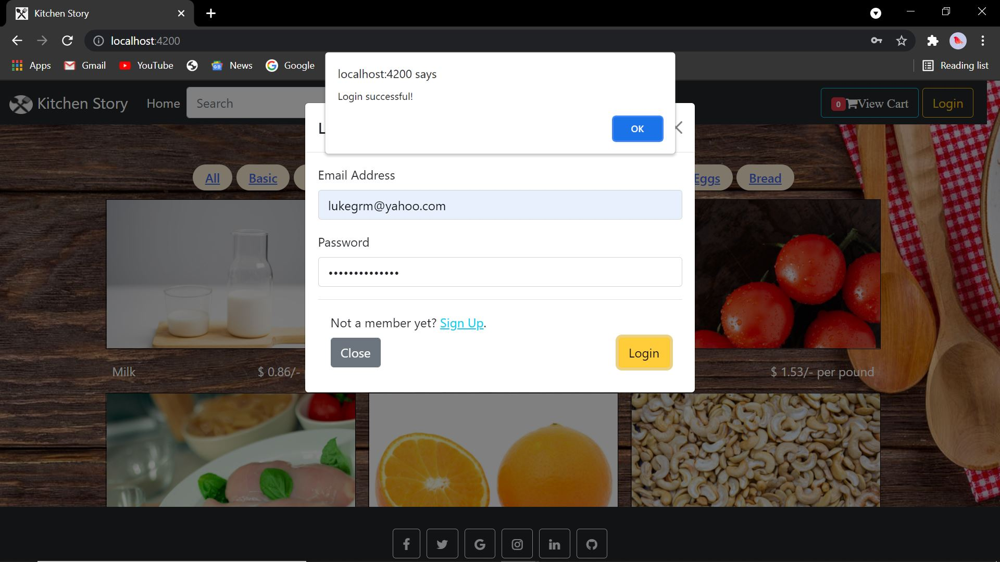 Kitchen Story
localhost:4200
Apps Gmail YouTube News Google Reading list
localhost:4200 says
Login successful!
OK
Kitchen Story Home Search 0 View Cart Login
L
All Basic Eggs Bread
Email Address
lukegrm@yahoo.com
Password
••••••••••••••
Not a member yet? Sign Up.
Close Login
Milk $ 0.86/- $ 1.53/- per pound